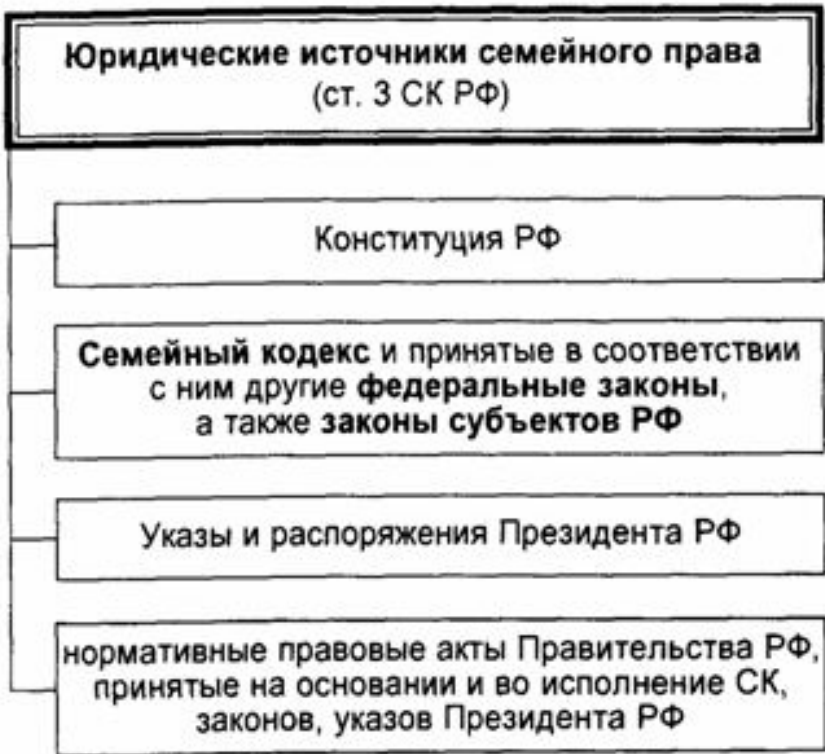 Юридические источники семейного права
(ст. 3 СК РФ)
Конституция РФ
Семейный кодекс и принятые в соответствии
с ним другие федеральные законы,
а также законы субъектов РФ
Указы и распоряжения Президента РФ
нормативные правовые акты Правительства РФ,
принятые на основании и во исполнение СК,
законов, указов Президента РФ